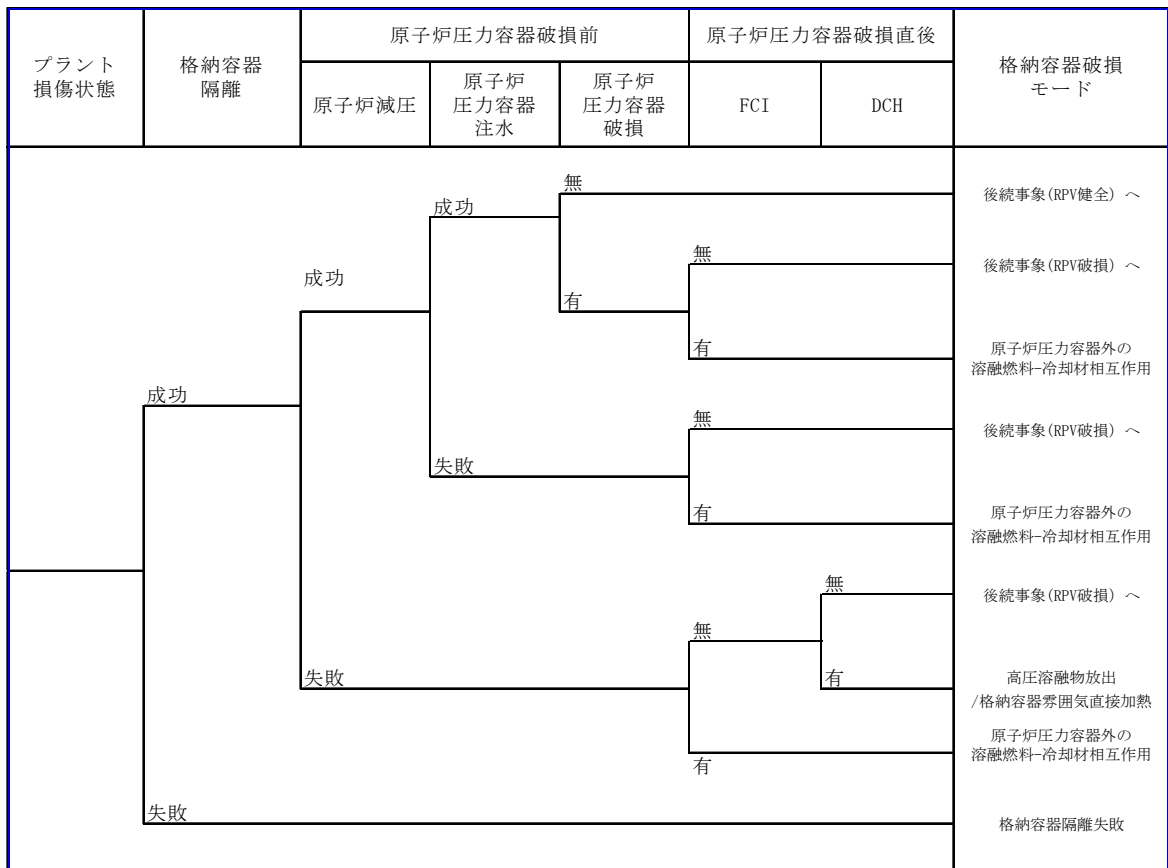 プラント
損傷状態
格納容器
隔離
原子炉圧力容器破損前
原子炉圧力容器破損直後
格納容器破損
モード
原子炉減圧
原子炉
圧力容器
注水
原子炉
圧力容器
破損
FCI
DCH
無
後続事象(RPV健全) へ
成功
無
後続事象(RPV破損) へ
成功
有
有
原子炉圧力容器外の
溶融燃料-冷却材相互作用
成功
無
後続事象(RPV破損) へ
失敗
有
原子炉圧力容器外の
溶融燃料-冷却材相互作用
無
後続事象(RPV破損) へ
無
失敗
有
高圧溶融物放出
/格納容器雰囲気直接加熱
有
原子炉圧力容器外の
溶融燃料-冷却材相互作用
失敗
格納容器隔離失敗